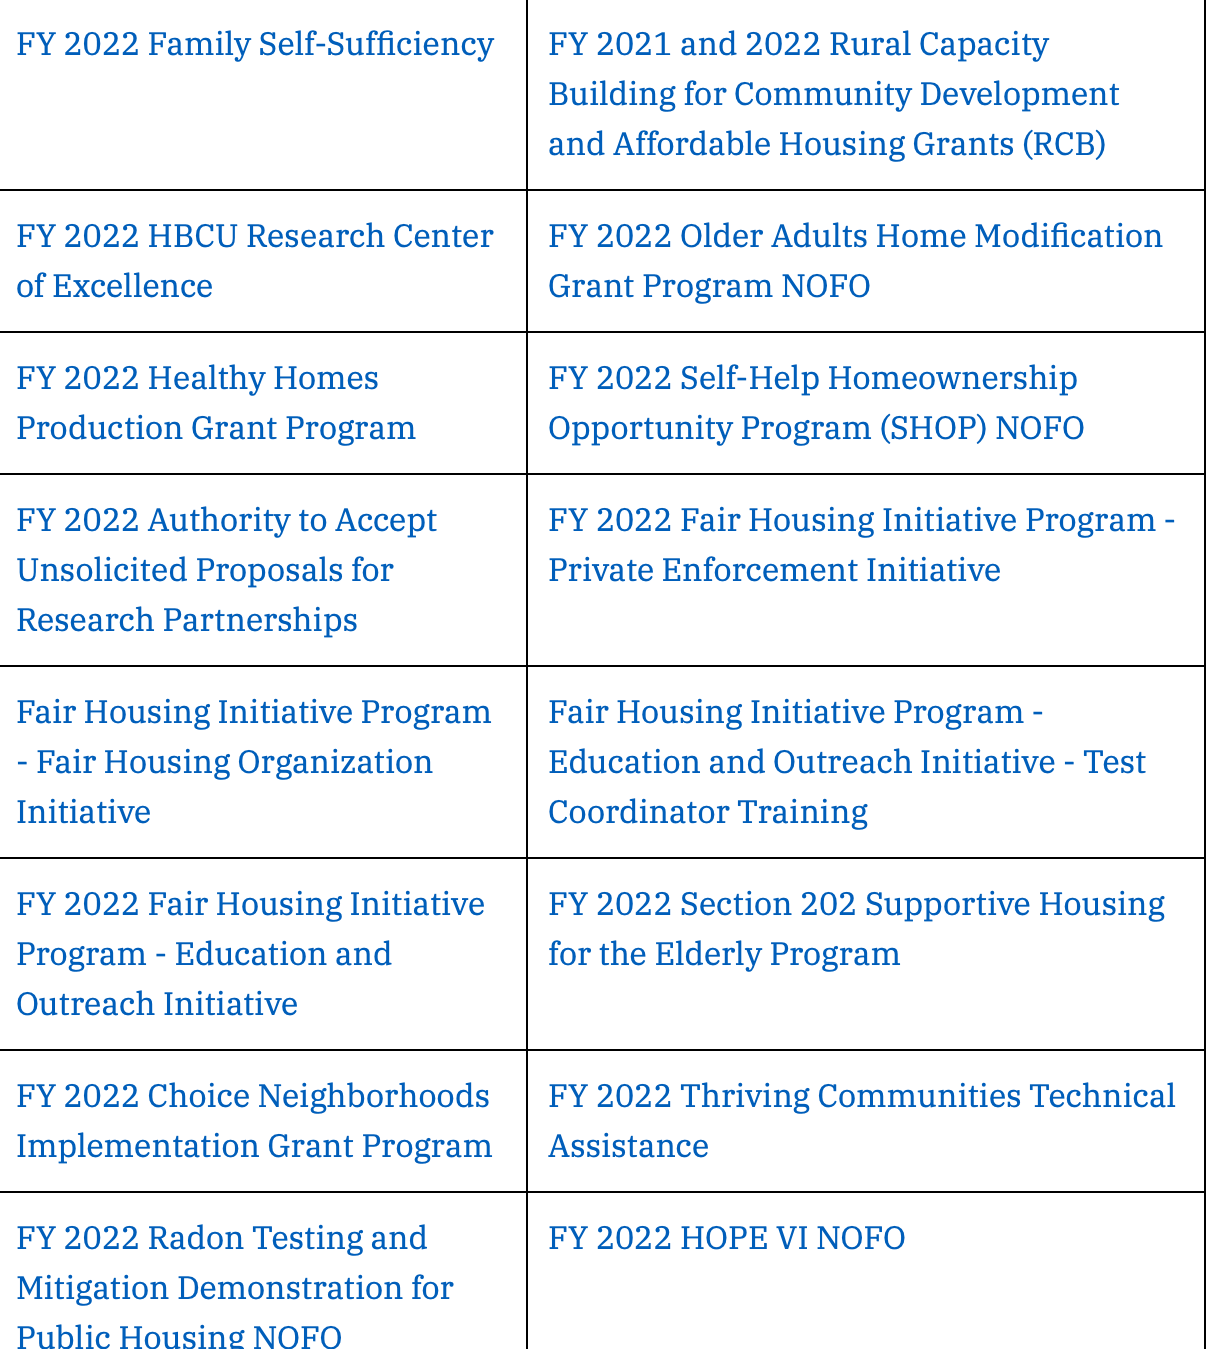 FY 2022 Family Self-Sufficiency
FY 2021 and 2022 Rural Capacity
Building for Community Development
and Affordable Housing Grants (RCB)
FY 2022 HBCU Research Center
of Excellence
FY 2022 Older Adults Home Modification
Grant Program NOFO
FY 2022 Healthy Homes
Production Grant Program
FY 2022 Self-Help Homeownership
Opportunity Program (SHOP) NOFO
FY 2022 Authority to Accept
Unsolicited Proposals for
Research Partnerships
FY 2022 Fair Housing Initiative Program -
Private Enforcement Initiative
Fair Housing Initiative Program
- Fair Housing Organization
Initiative
Fair Housing Initiative Program -
Education and Outreach Initiative - Test
Coordinator Training
FY 2022 Fair Housing Initiative
Program - Education and
Outreach Initiative
FY 2022 Section 202 Supportive Housing
for the Elderly Program
FY 2022 Choice Neighborhoods
Implementation Grant Program
FY 2022 Thriving Communities Technical
Assistance
FY 2022 Radon Testing and
Mitigation Demonstration for
Public Housing NOFO
FY 2022 HOPE VI NOFO